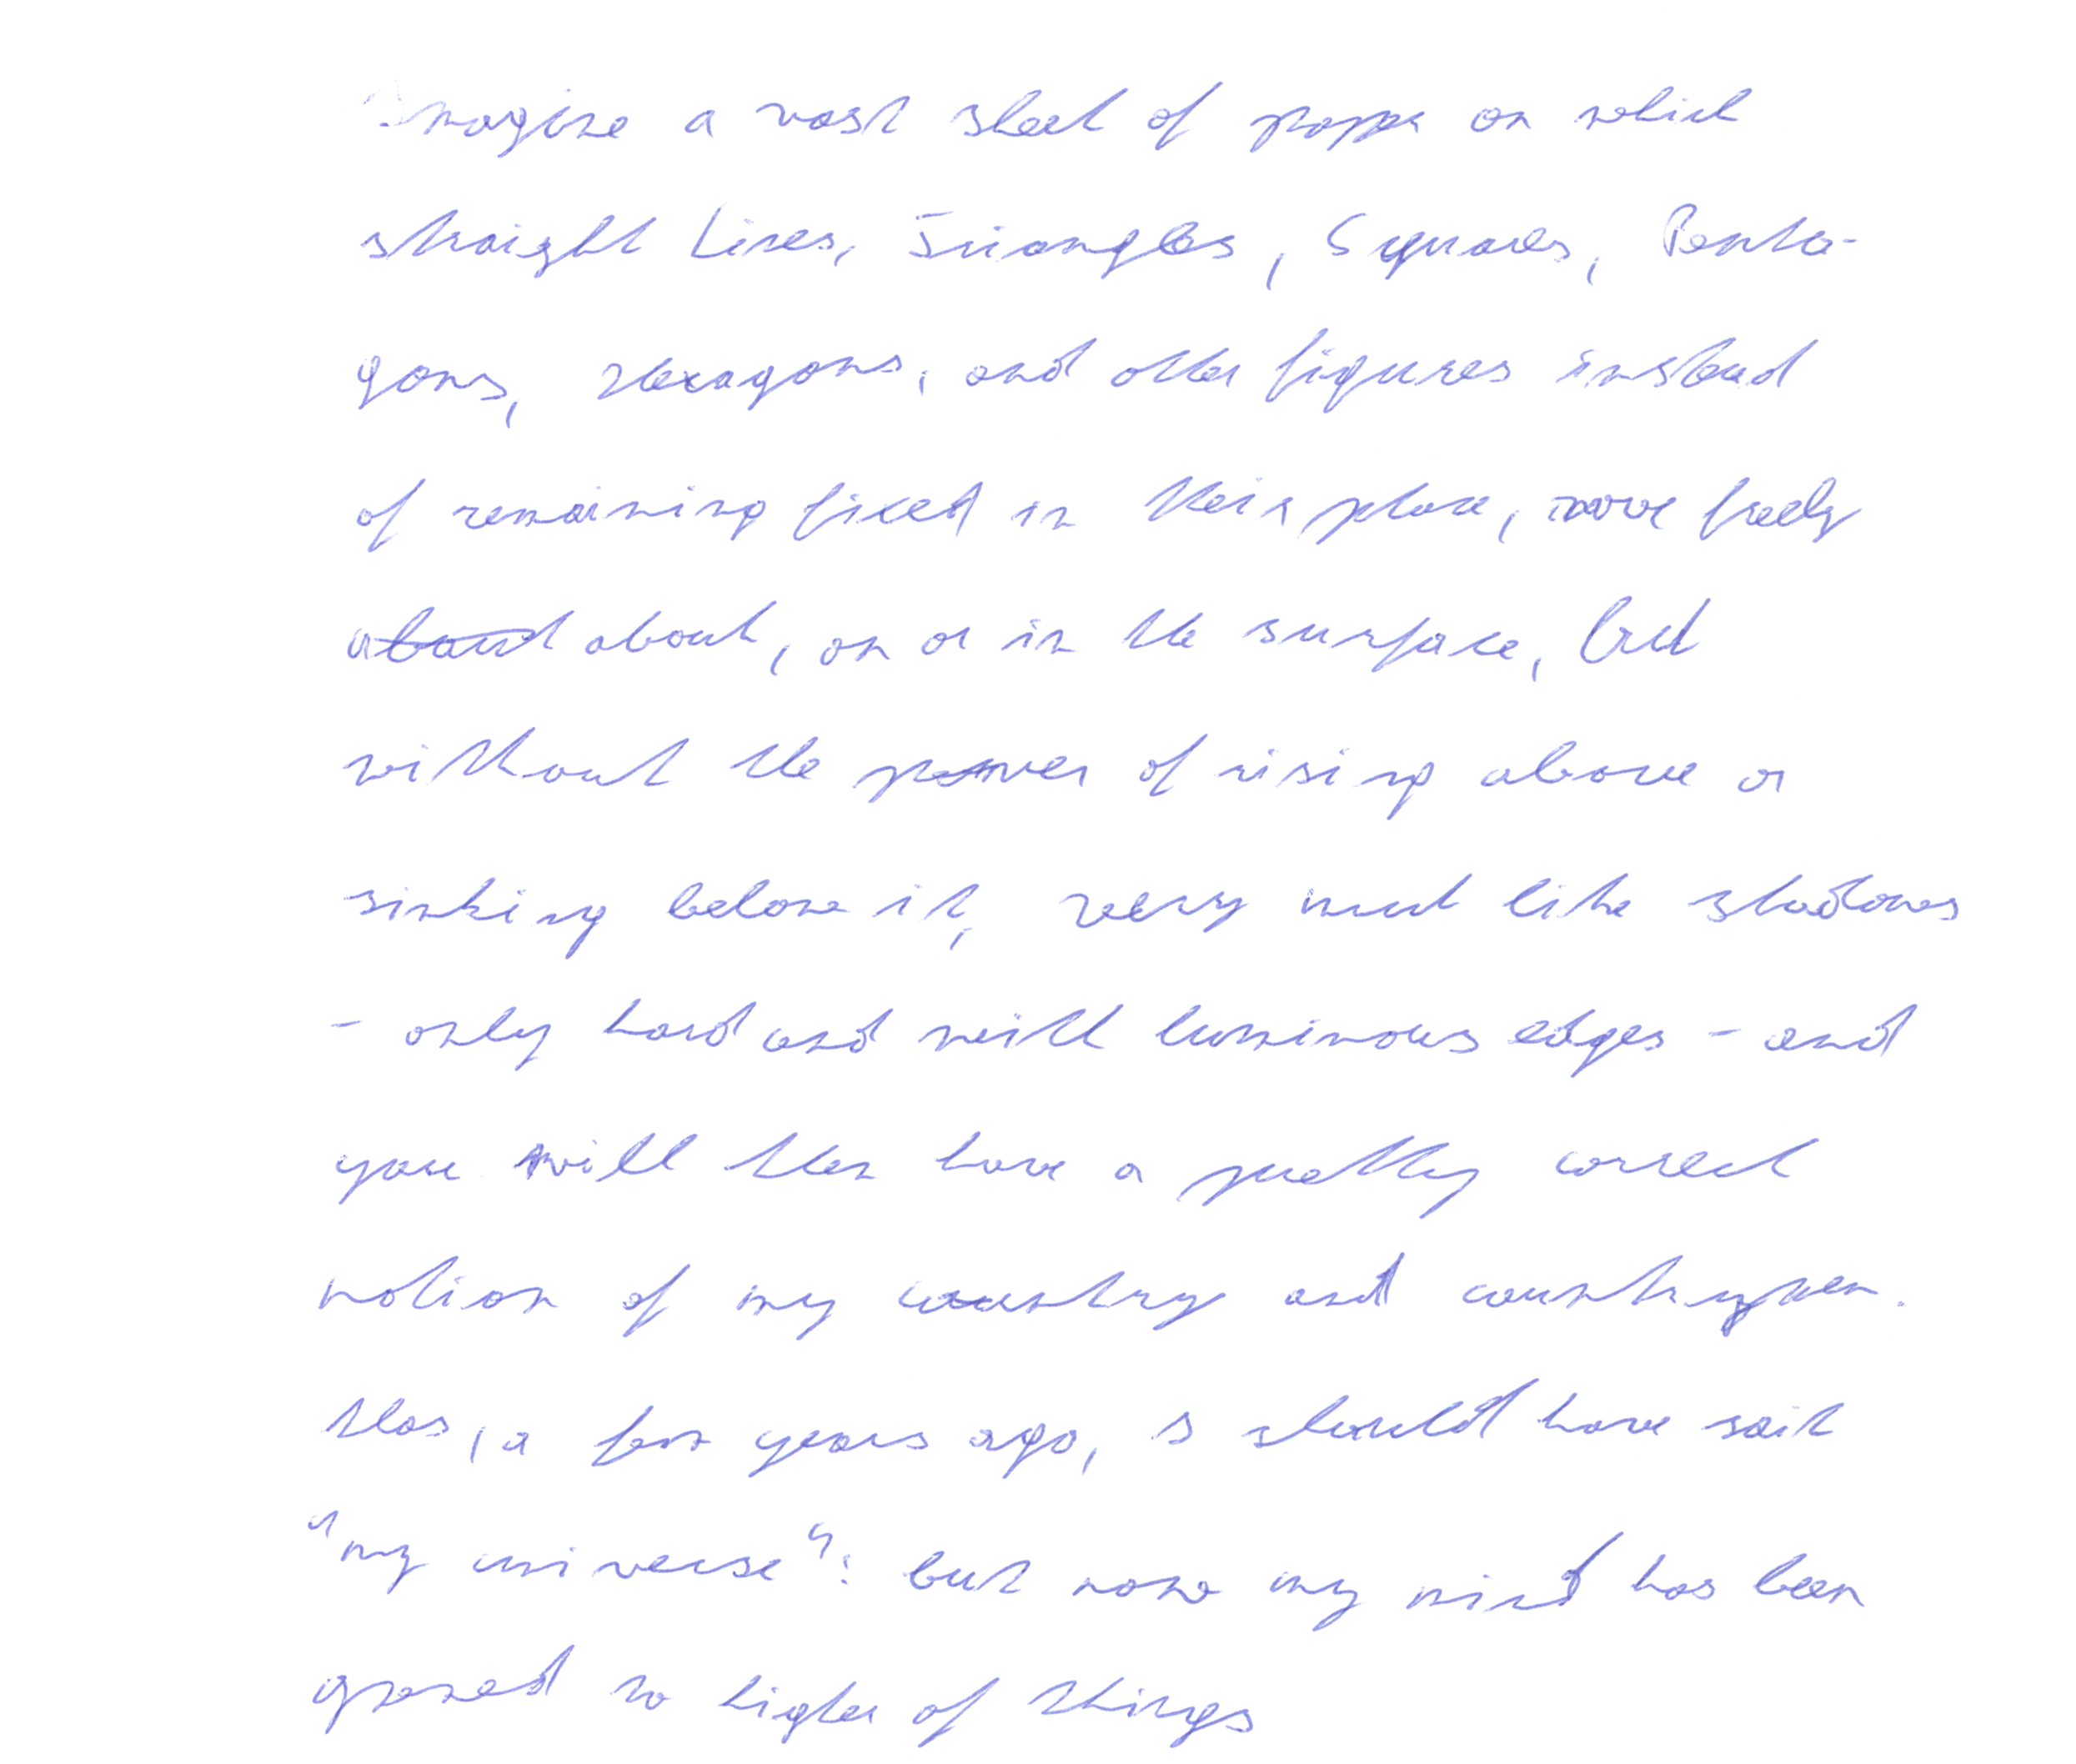 Imagine a vast sheet of paper on which
straight Lines, Triangles, Squares, Penta-
gons, Hexagons, and other figures instead
of remaining fixed in their place, move freely
about about, on or in the surface, but
without the power of rising above or
sinking below it, very much like shadows
- only hard and with luminous edges - and
you will then have a pretty correct
notion of my country and countrymen.
Alas, a few years ago, I should have said
"my universe": but now my mind has been
opened to higher of things